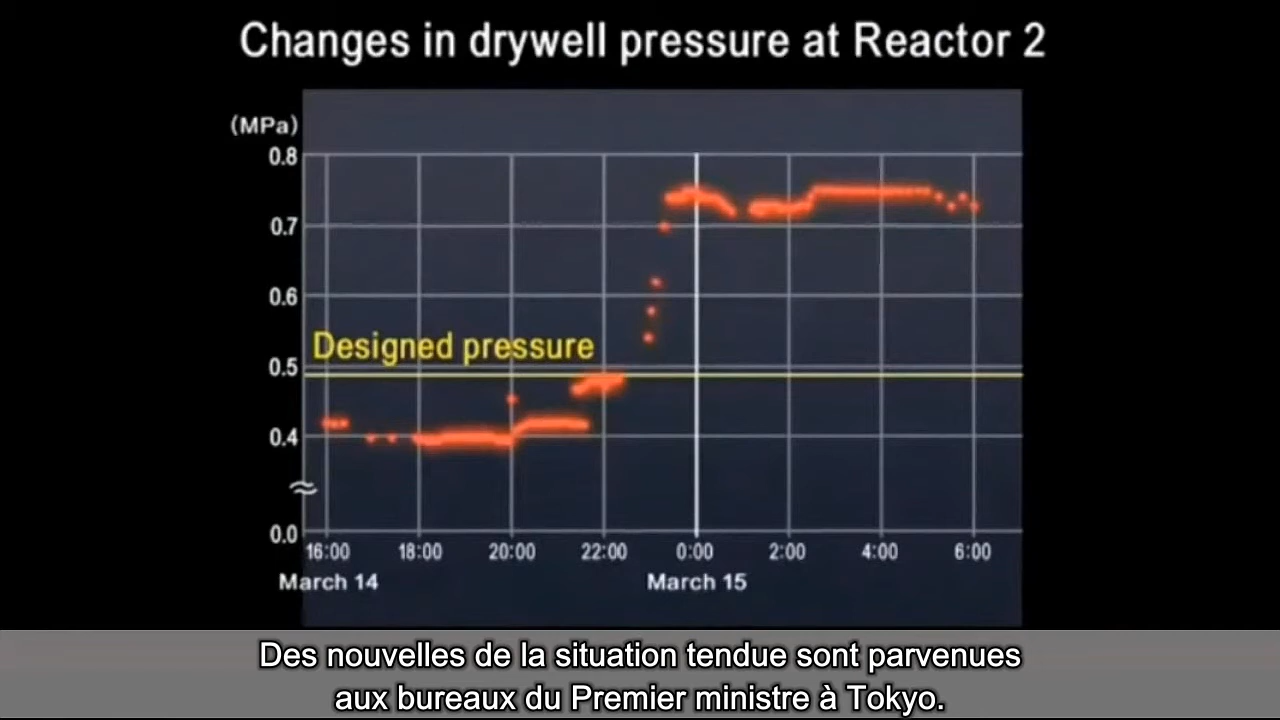 Changes in drywell pressure at Reactor 2
(MPa)
0.8
0.7
0.6
Designed pressure
0.5
0.4
0.0
16:00 18:00 20:00 22:00 0:00 2:00 4:00 6:00
March 14 March 15
Des nouvelles de la situation tendue sont parvenues
aux bureaux du Premier ministre à Tokyo.